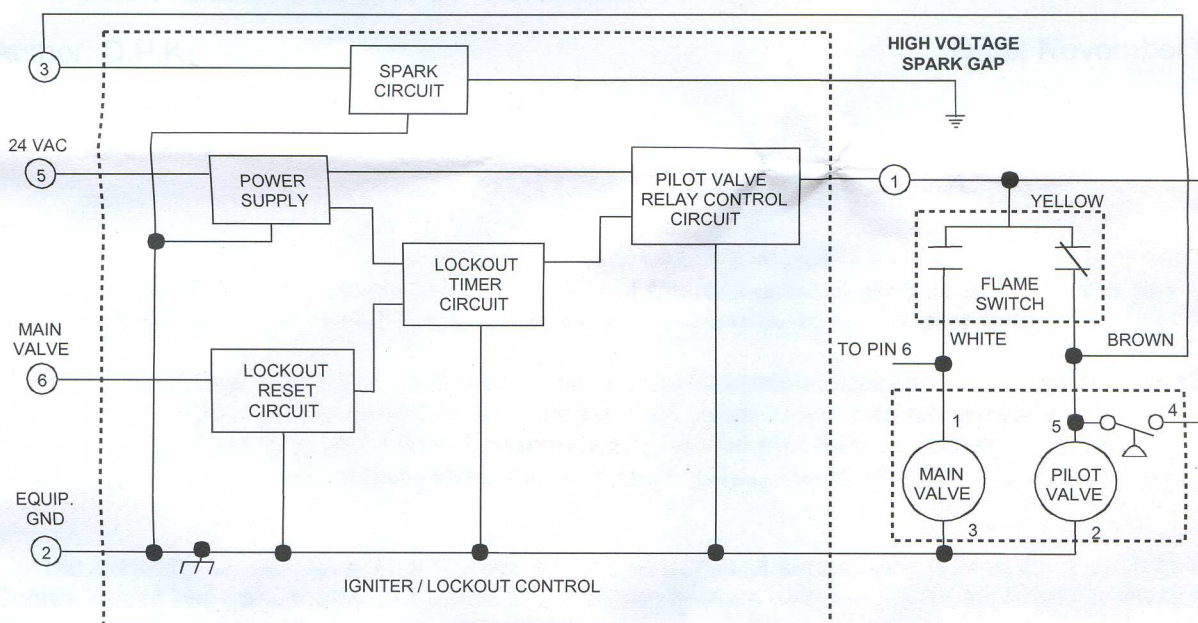 HIGH VOLTAGE
SPARK GAP
3
SPARK
CIRCUIT
24 VAC
5
POWER
SUPPLY
PILOT VALVE
RELAY CONTROL
CIRCUIT
1
YELLOW
LOCKOUT
TIMER
CIRCUIT
FLAME
SWITCH
MAIN
VALVE
6
LOCKOUT
RESET
CIRCUIT
TO PIN 6
WHITE
BROWN
1
5
4
MAIN
VALVE
PILOT
VALVE
3
2
EQUIP.
GND
2
IGNITER / LOCKOUT CONTROL